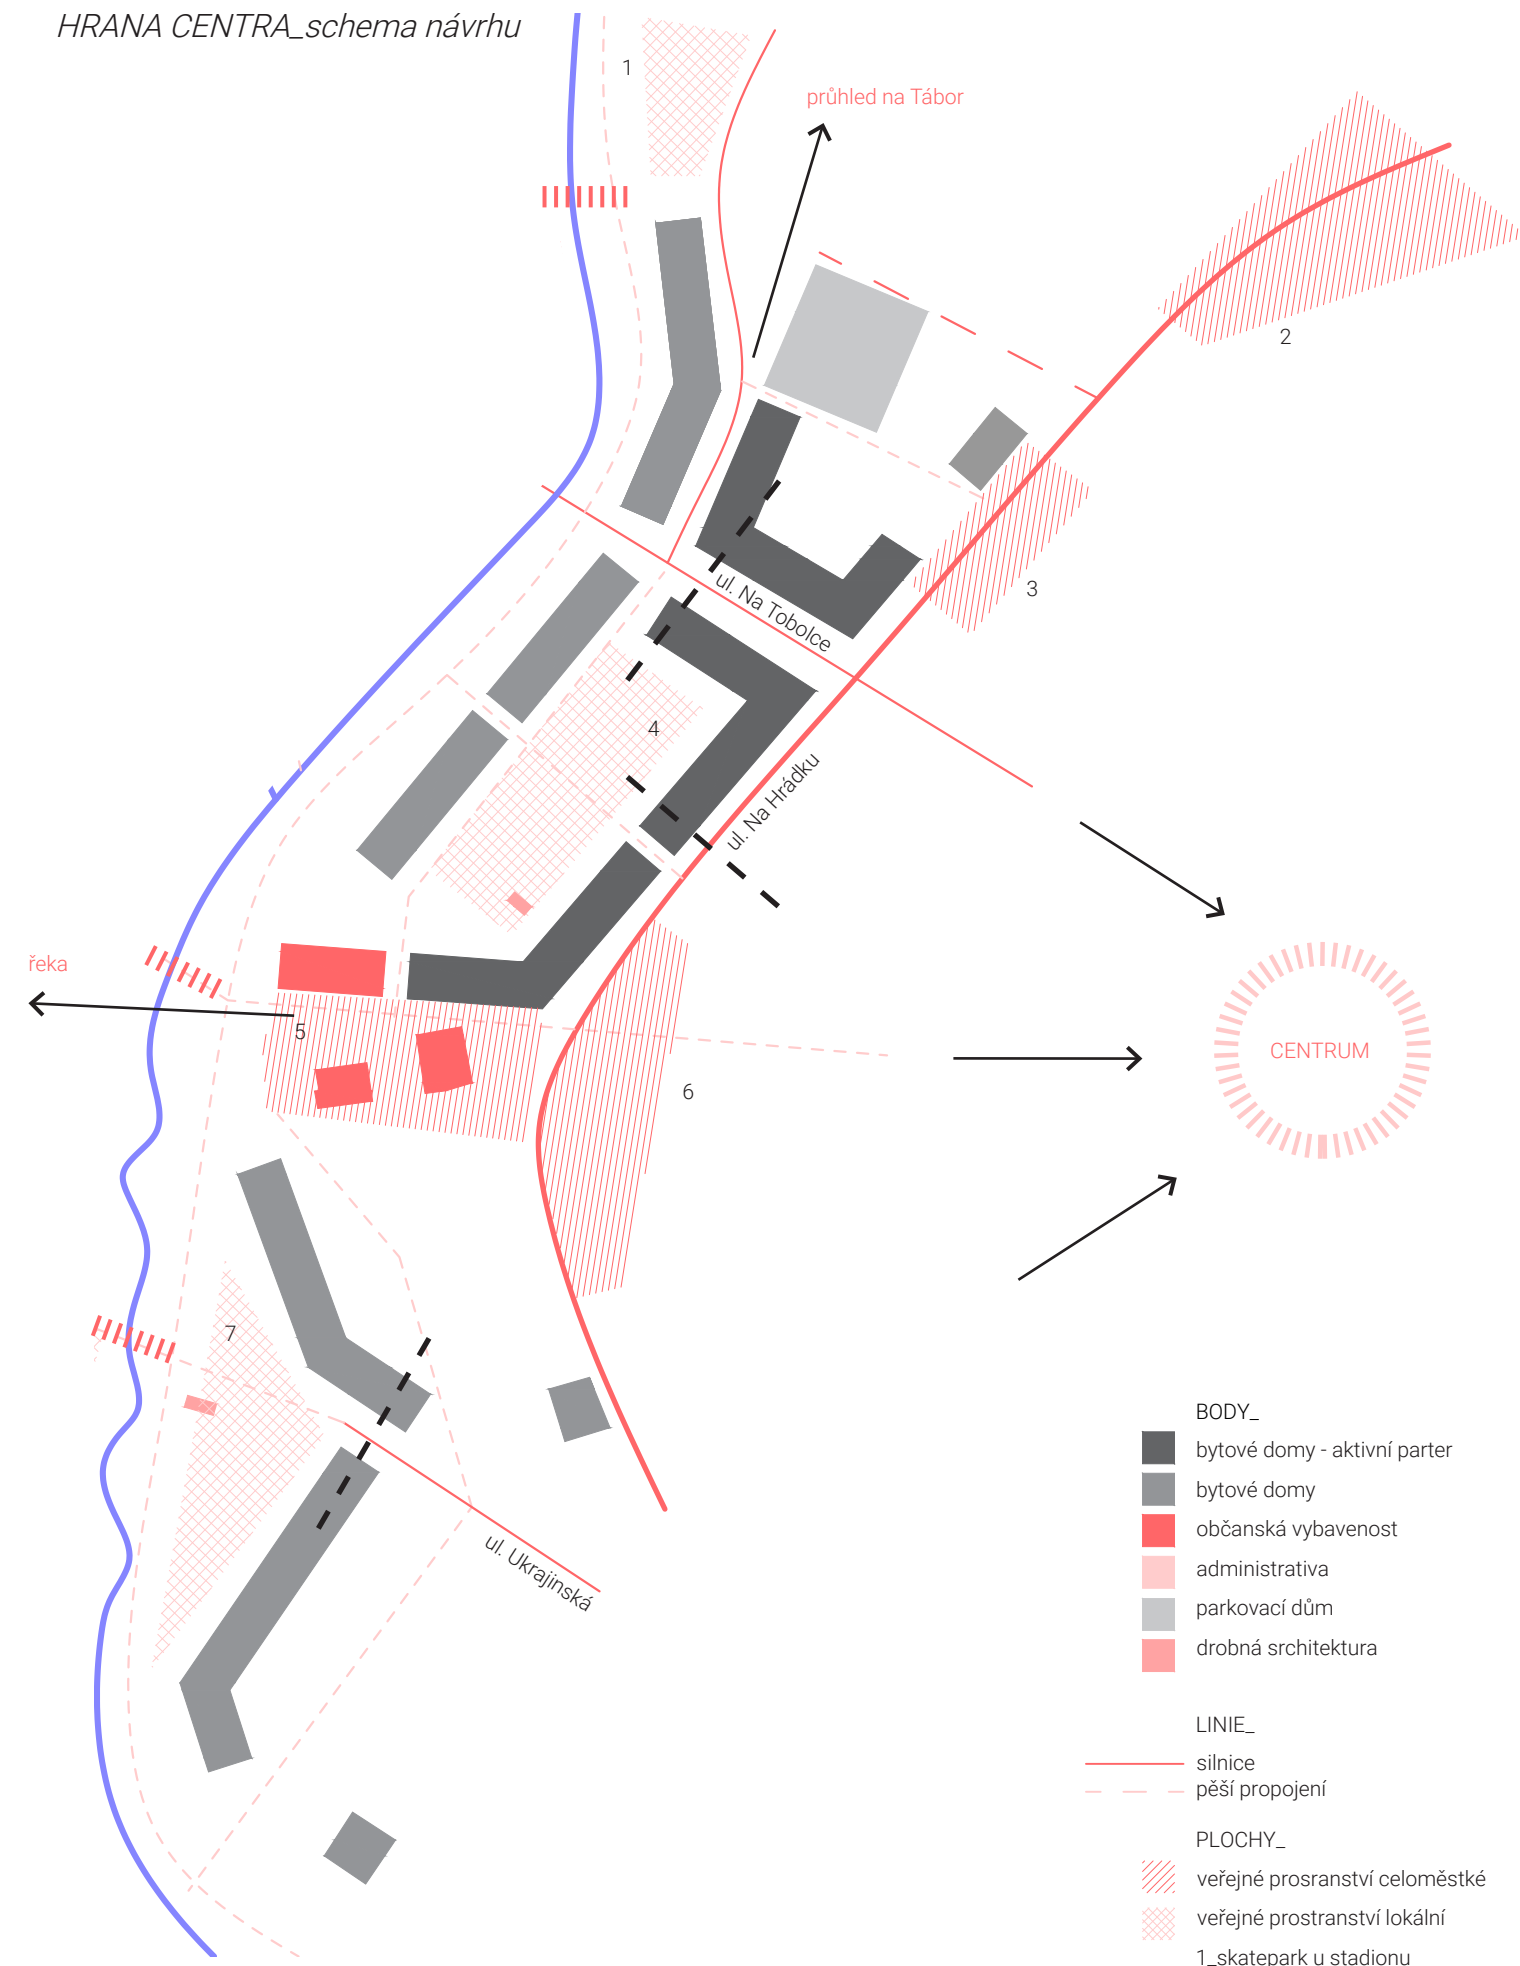 HRANA CENTRA_schema návrhu
1
průhled na Tábor
2
3
ul. Na Tobolce
4
ul. Na Hrádku
řeka
5
CENTRUM
6
7
ul. Ukrajinská
BODY_
bytové domy - aktivní parter
bytové domy
občanská vybavenost
administrativa
parkovací dům
drobná srchitektura
LINIE_
silnice
pěší propojení
PLOCHY_
veřejné prosranství celoměstké
veřejné prostranství lokální
1_skatepark u stadionu